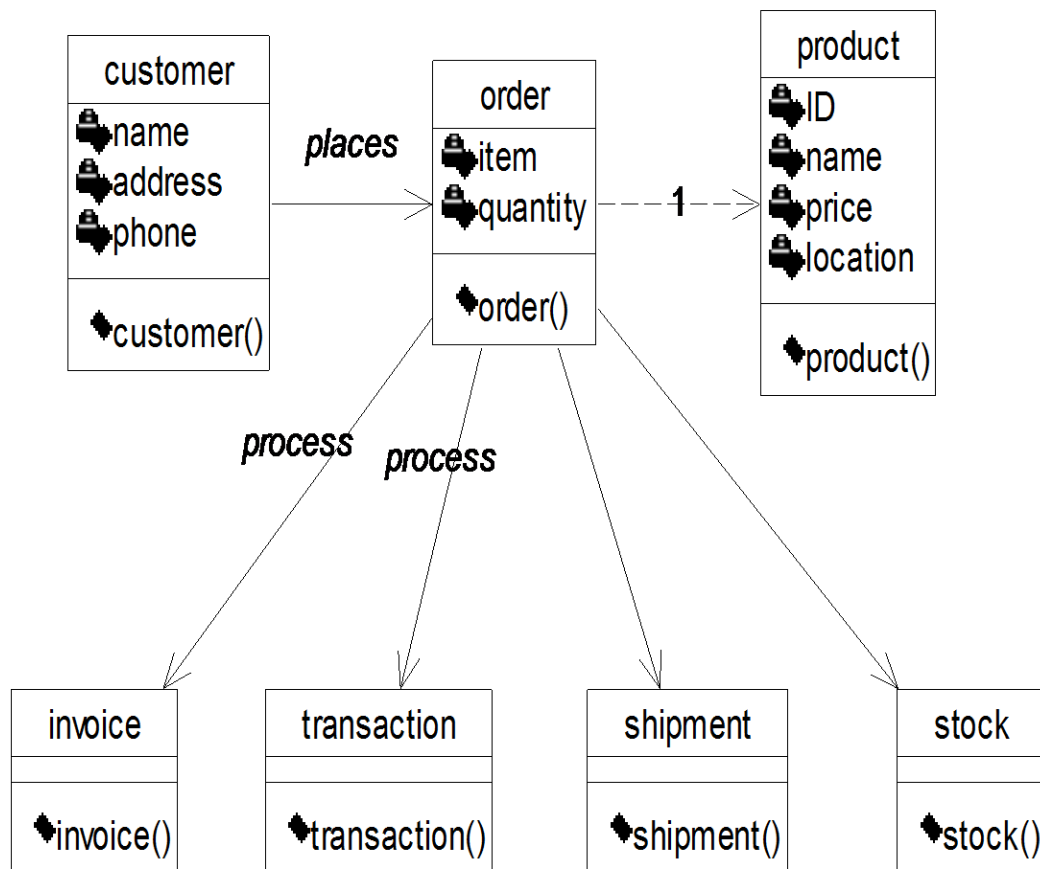 customer
name
address
phone
customer()
places
order
item
quantity
order()
1
product
ID
name
price
location
product()
process
process
invoice
invoice()
transaction
transaction()
shipment
shipment()
stock
stock()